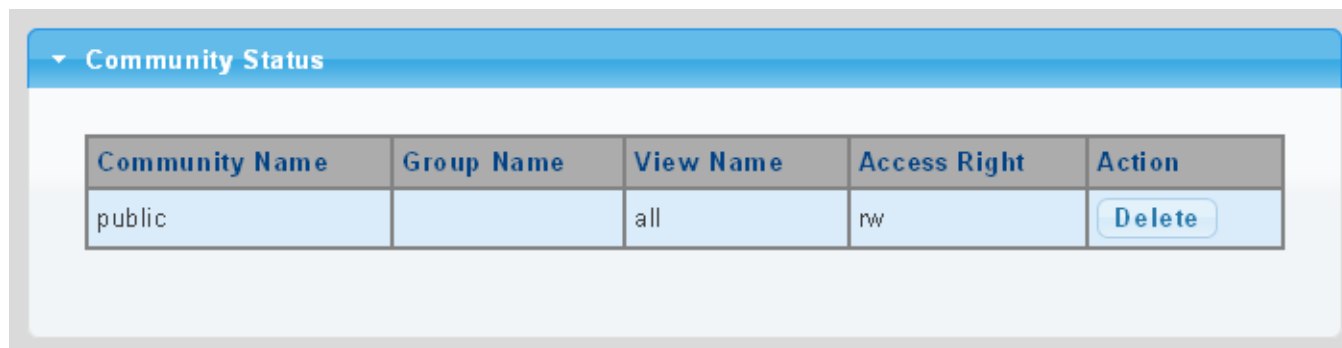 Community Status
Community Name Group Name View Name Access Right Action
public all rw Delete